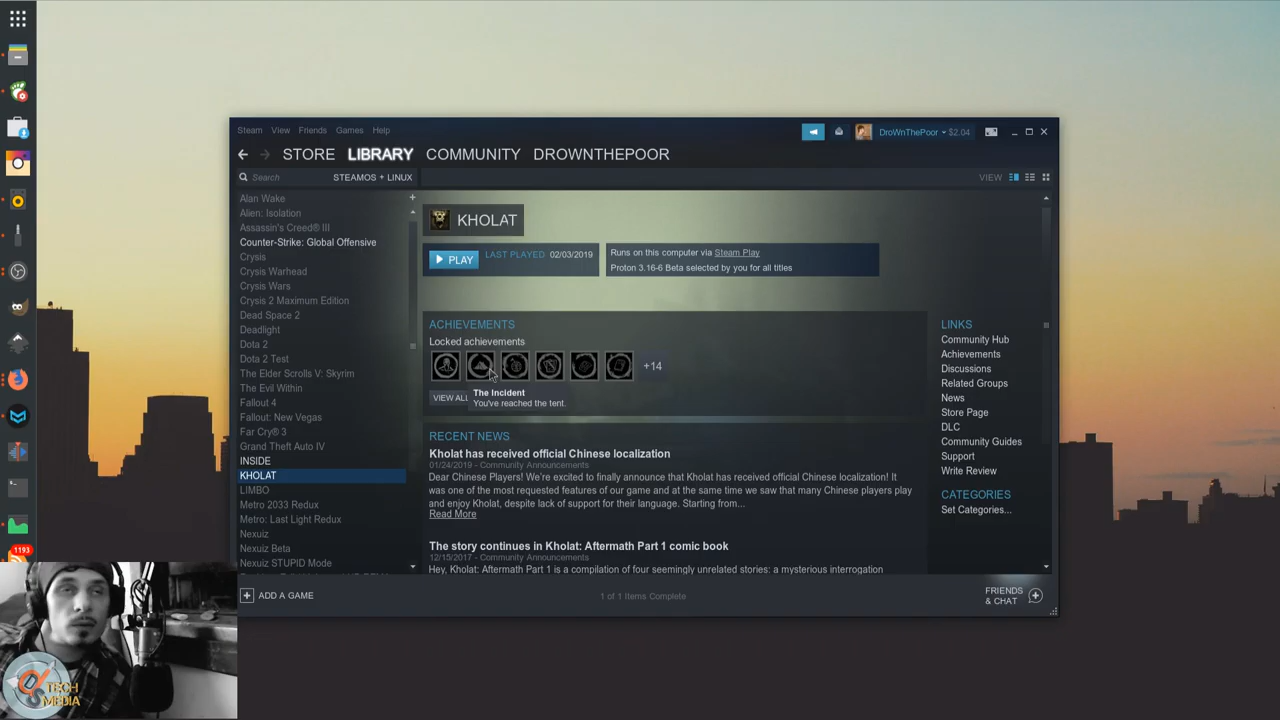 Steam View Friends Games Help
DroWnThePoor $2.04
STORE LIBRARY COMMUNITY DROWNTHEPOOR
Search STEAMOS + LINUX
VIEW
Alan Wake
Alien: Isolation
Assassin's Creed® III
Counter-Strike: Global Offensive
Crysis
Crysis Warhead
Crysis Wars
Crysis 2 Maximum Edition
Dead Space 2
Deadlight
Dota 2
Dota 2 Test
The Elder Scrolls V: Skyrim
The Evil Within
Fallout 4
Fallout: New Vegas
Far Cry® 3
Grand Theft Auto IV
INSIDE
KHOLAT
LIMBO
Metro 2033 Redux
Metro: Last Light Redux
Nexuiz
Nexuiz Beta
Nexuiz STUPID Mode
KHOLAT
PLAY
LAST PLAYED 02/03/2019
Runs on this computer via Steam Play
Proton 3.16-6 Beta selected by you for all titles
ACHIEVEMENTS
Locked achievements
+14
VIEW ALL
The Incident
You've reached the tent.
RECENT NEWS
Kholat has received official Chinese localization
01/24/2019 - Community Announcements
Dear Chinese Players! We're excited to finally announce that Kholat has received official Chinese localization! It
was one of the most requested features of our game and at the same time we saw that many Chinese players play
and enjoy Kholat, despite lack of support for their language. Starting from...
Read More
The story continues in Kholat: Aftermath Part 1 comic book
12/15/2017 - Community Announcements
Hey, Kholat: Aftermath Part 1 is a compilation of four seemingly unrelated stories: a mysterious interrogation
LINKS
Community Hub
Achievements
Discussions
Related Groups
News
Store Page
DLC
Community Guides
Support
Write Review
CATEGORIES
Set Categories...
ADD A GAME
1 of 1 Items Complete
FRIENDS
& CHAT
1193
TECH
MEDIA